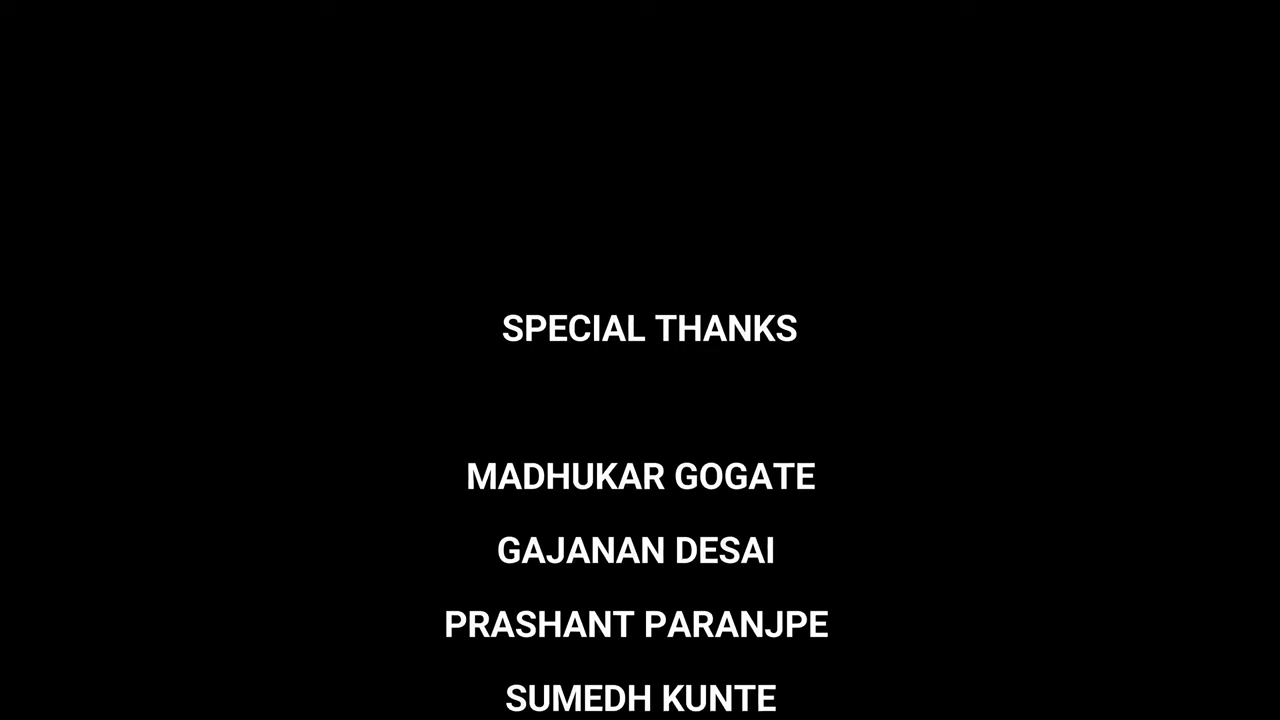 SPECIAL THANKS
MADHUKAR GOGATE
GAJANAN DESAI
PRASHANT PARANJPE
SUMEDH KUNTE